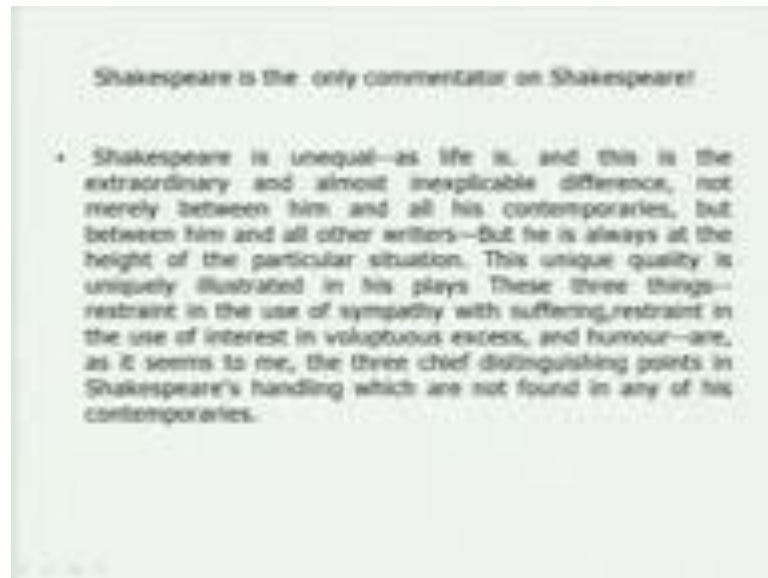 Shakespeare is the only commentator on Shakespeare!
• Shakespeare is unequal—as life is, and this is the
extraordinary and almost inexplicable difference, not
merely between him and all his contemporaries, but
between him and all other writers—But he is always at the
height of the particular situation. This unique quality is
uniquely illustrated in his plays These three things—
restraint in the use of sympathy with suffering,restraint in
the use of interest in voluptuous excess, and humour—are,
as it seems to me, the three chief distinguishing points in
Shakespeare's handling which are not found in any of his
contemporaries.